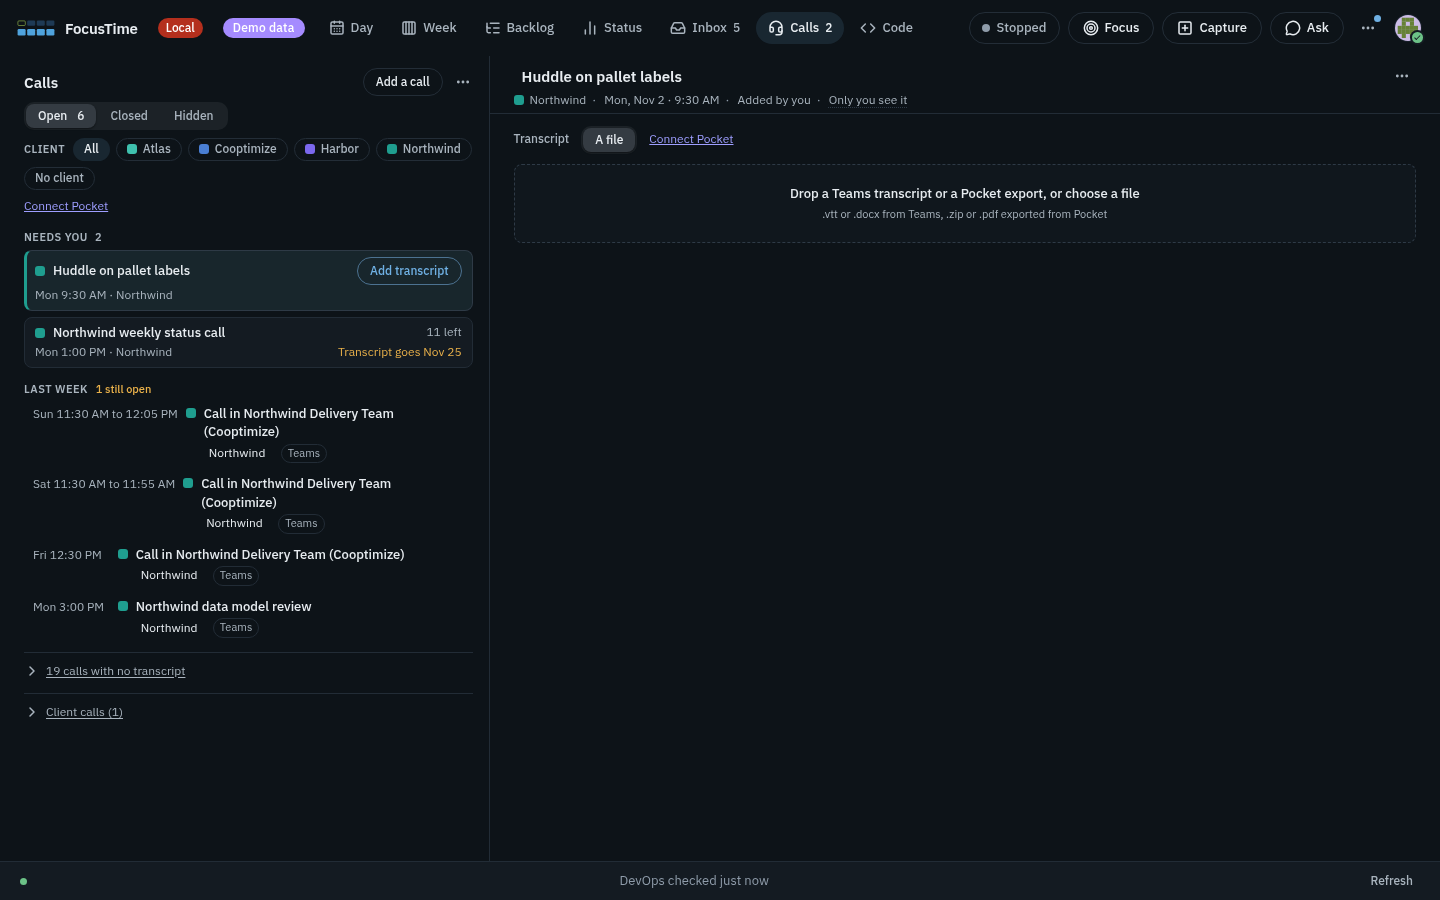 FocusTime
Local
Demo data
Day
Week
Backlog
Status
Inbox 5
Calls 2
Code
Stopped
Focus
Capture
Ask
Calls
Add a call
Open 6
Closed
Hidden
CLIENT
All
Atlas
Cooptimize
Harbor
Northwind
No client
Connect Pocket
NEEDS YOU 2
Huddle on pallet labels
Add transcript
Mon 9:30 AM · Northwind
Northwind weekly status call
11 left
Mon 1:00 PM · Northwind
Transcript goes Nov 25
LAST WEEK 1 still open
Sun 11:30 AM to 12:05 PM
Call in Northwind Delivery Team
(Cooptimize)
Northwind
Teams
Sat 11:30 AM to 11:55 AM
Call in Northwind Delivery Team
(Cooptimize)
Northwind
Teams
Fri 12:30 PM
Call in Northwind Delivery Team (Cooptimize)
Northwind
Teams
Mon 3:00 PM
Northwind data model review
Northwind
Teams
19 calls with no transcript
Client calls (1)
Huddle on pallet labels
Northwind · Mon, Nov 2 · 9:30 AM · Added by you · Only you see it
Transcript
A file
Connect Pocket
Drop a Teams transcript or a Pocket export, or choose a file
.vtt or .docx from Teams, .zip or .pdf exported from Pocket
DevOps checked just now
Refresh